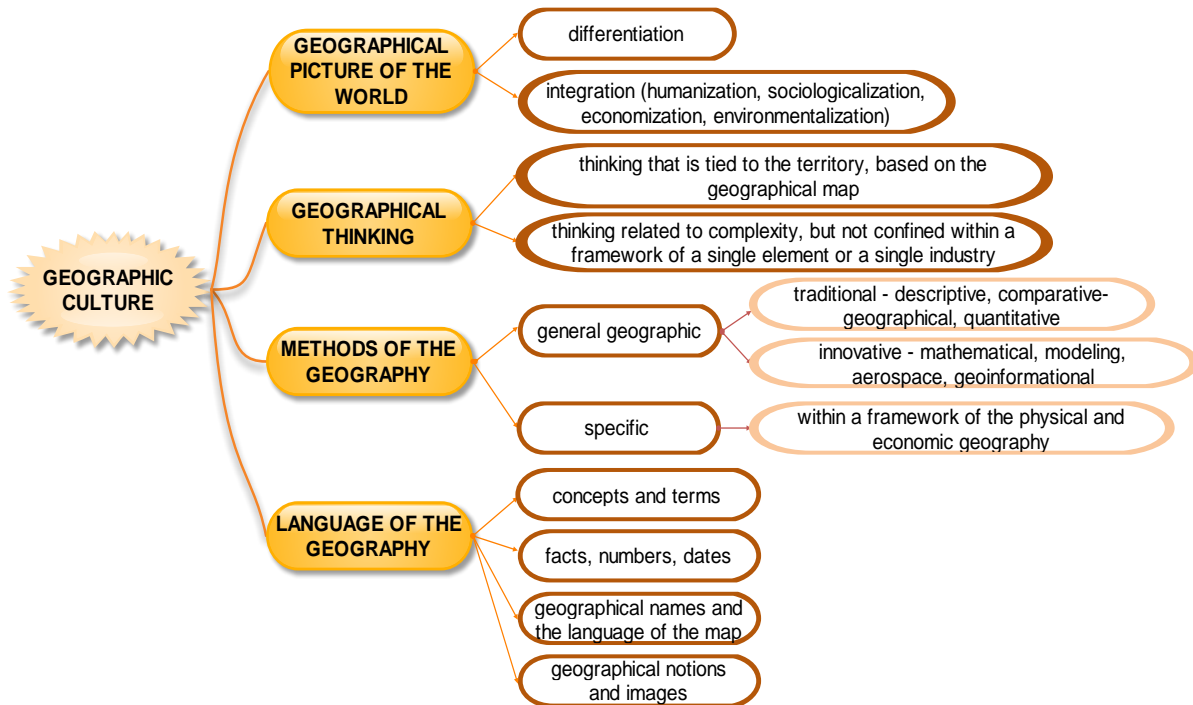 GEOGRAPHIC
CULTURE
GEOGRAPHICAL
PICTURE OF THE
WORLD
differentiation
integration (humanization, sociologicalization,
economization, environmentalization)
GEOGRAPHICAL
THINKING
thinking that is tied to the territory, based on the
geographical map
thinking related to complexity, but not confined within a
framework of a single element or a single industry
METHODS OF THE
GEOGRAPHY
general geographic
traditional - descriptive, comparative-
geographical, quantitative
innovative - mathematical, modeling,
aerospace, geoinformational
specific
within a framework of the physical and
economic geography
LANGUAGE OF THE
GEOGRAPHY
concepts and terms
facts, numbers, dates
geographical names and
the language of the map
geographical notions
and images